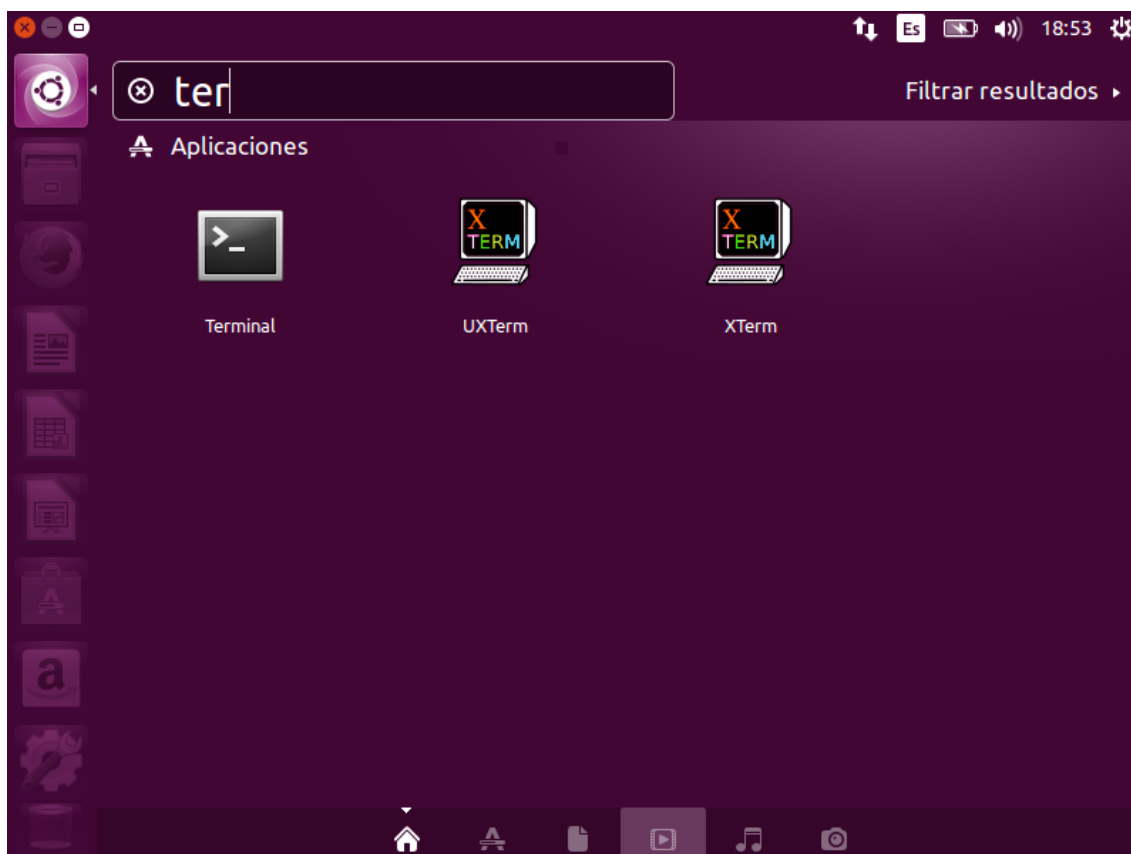 Es 18:53
ter
Filtrar resultados
Aplicaciones
>_
X
TERM
X
TERM
Terminal
UXTerm
XTerm
a